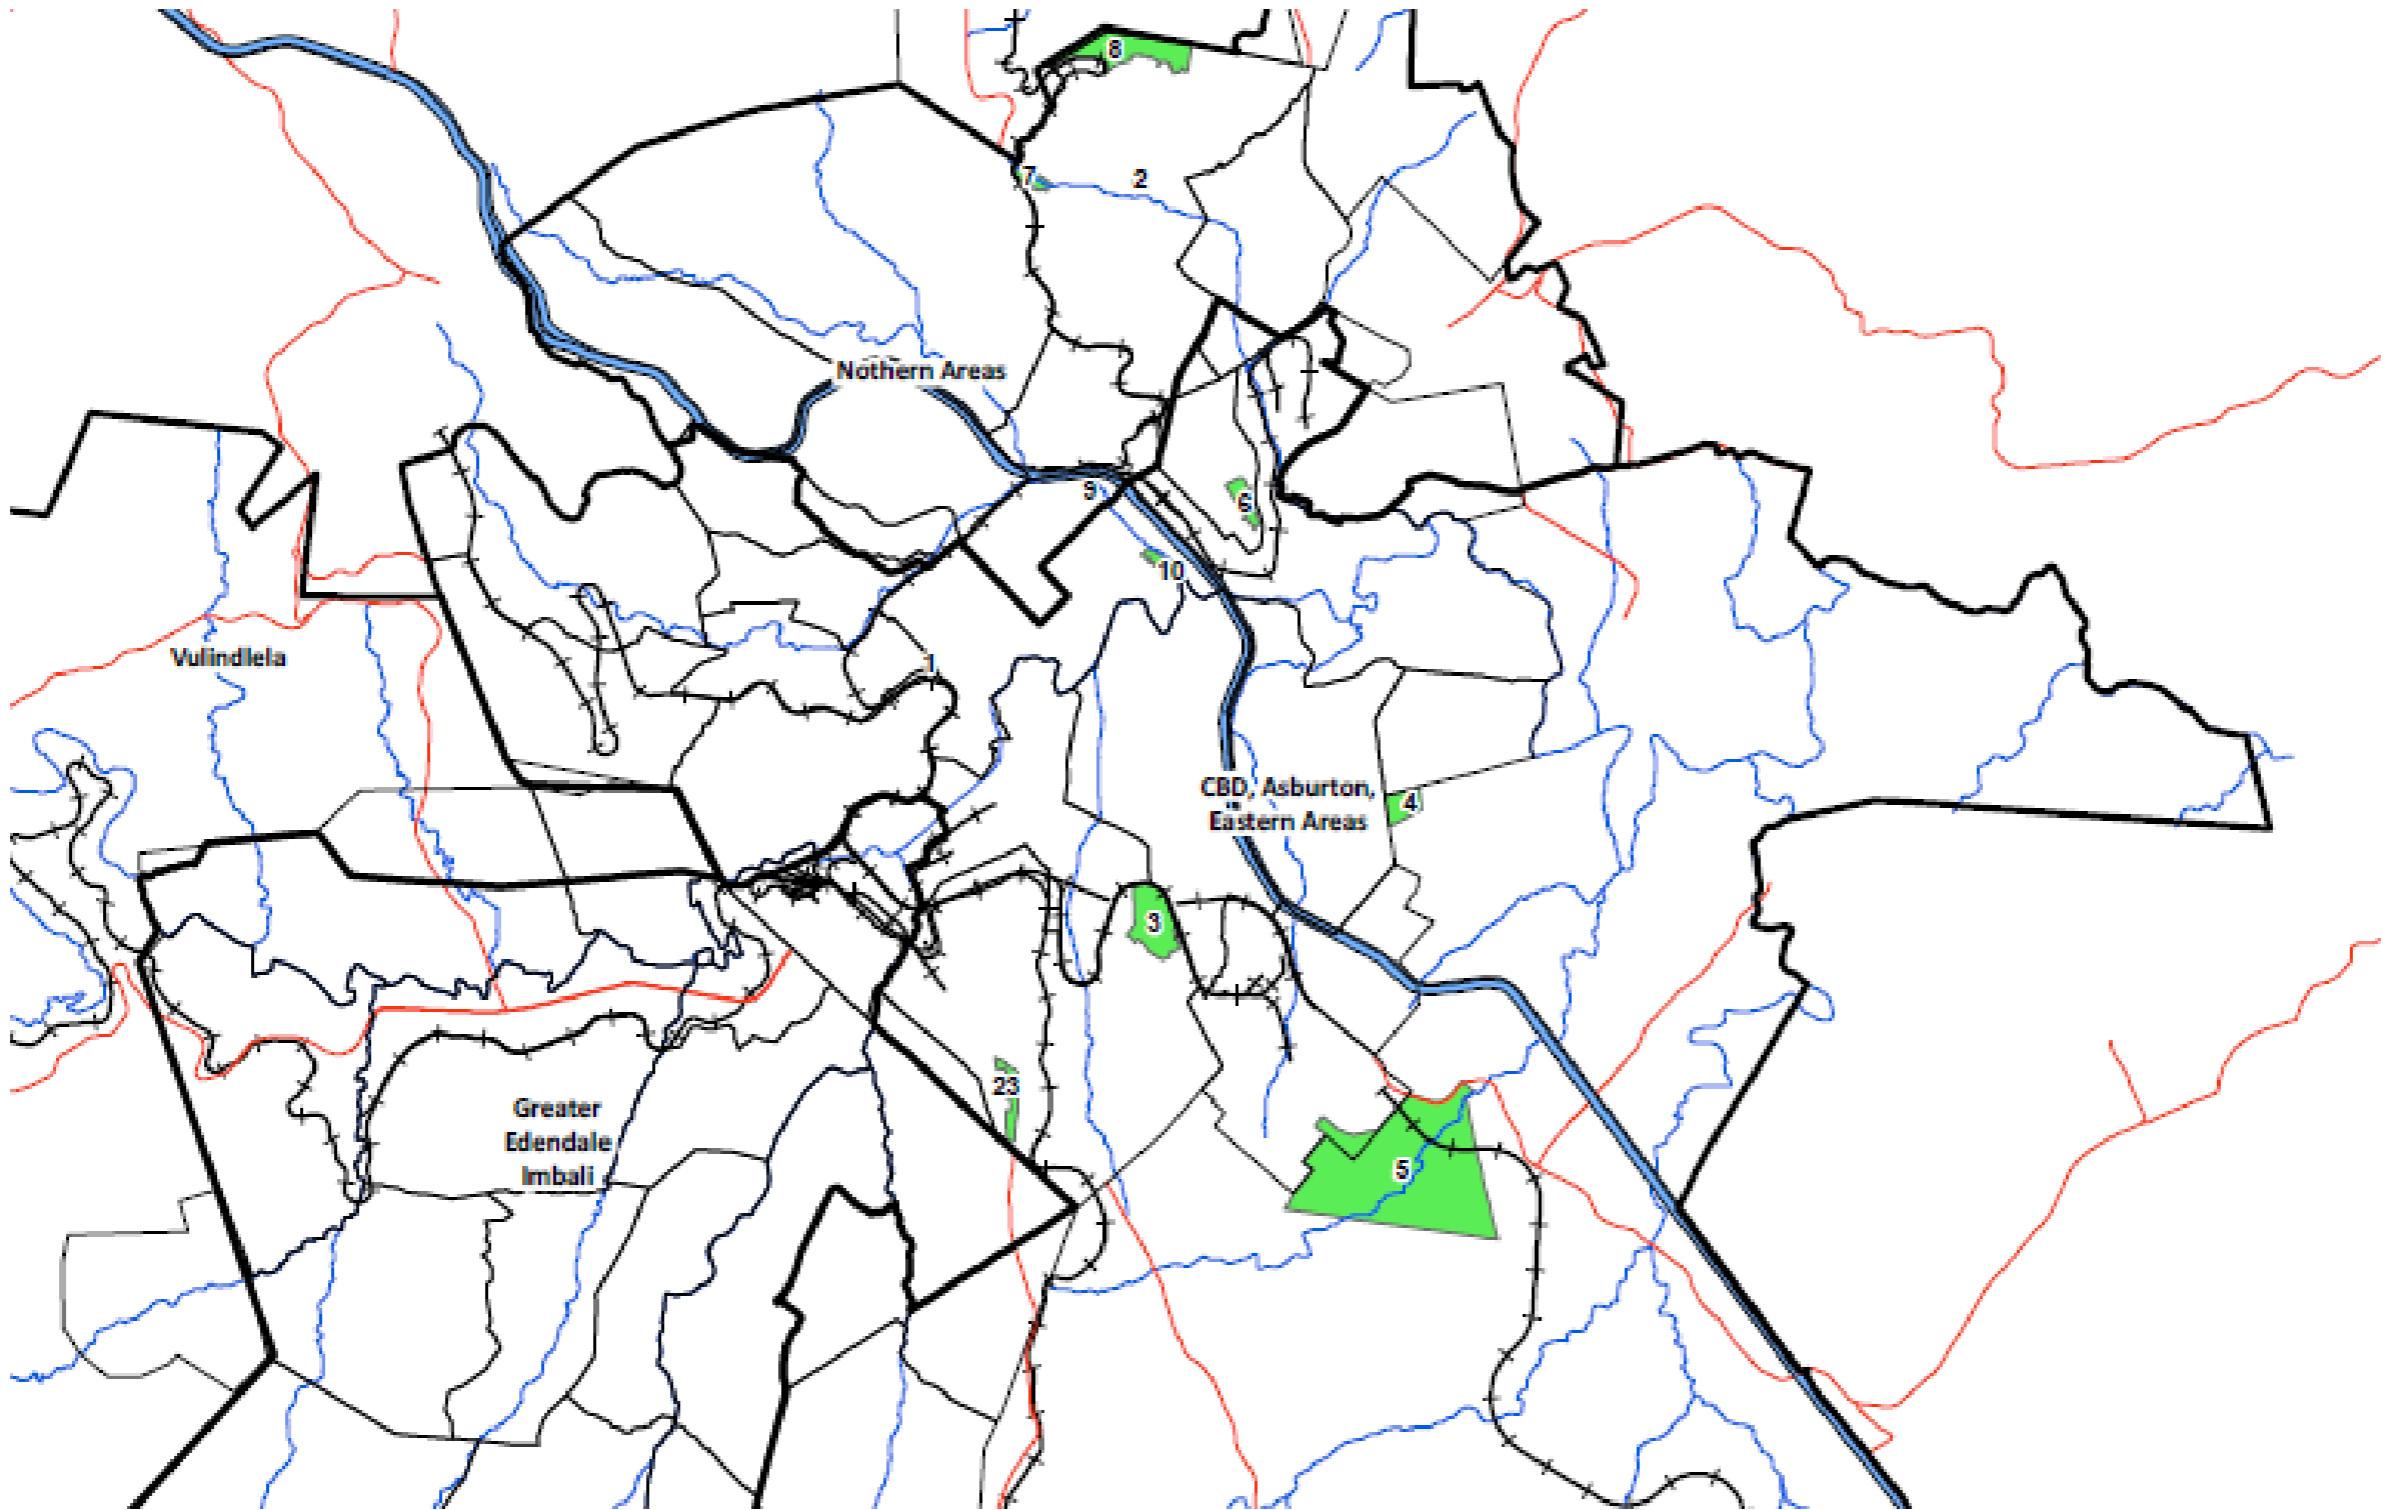 8
7
2
Nothern Areas
9
6
10
Vulindlela
1
CBD, Asburton,
Eastern Areas
4
3
23
Greater
Edendale
Imbali
5